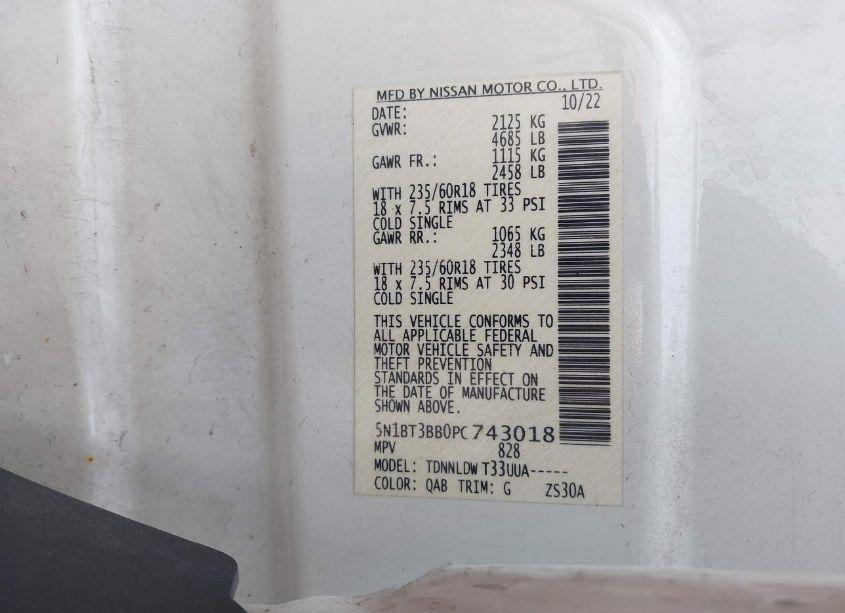 MFD BY NISSAN MOTOR CO., LTD.
DATE: 10/22
GVWR: 2125 KG
4685 LB
GAWR FR.: 1115 KG
2458 LB
WITH 235/60R18 TIRES
18 x 7.5 RIMS AT 33 PSI
COLD SINGLE
GAWR RR.: 1065 KG
2348 LB
WITH 235/60R18 TIRES
18 x 7.5 RIMS AT 30 PSI
COLD SINGLE
THIS VEHICLE CONFORMS TO
ALL APPLICABLE FEDERAL
MOTOR VEHICLE SAFETY AND
THEFT PREVENTION
STANDARDS IN EFFECT ON
THE DATE OF MANUFACTURE
SHOWN ABOVE.
5N1BT3BB0PC743018
MPV 828
MODEL: TDNNLDW T33UUA-----
COLOR: QAB TRIM: G ZS30A